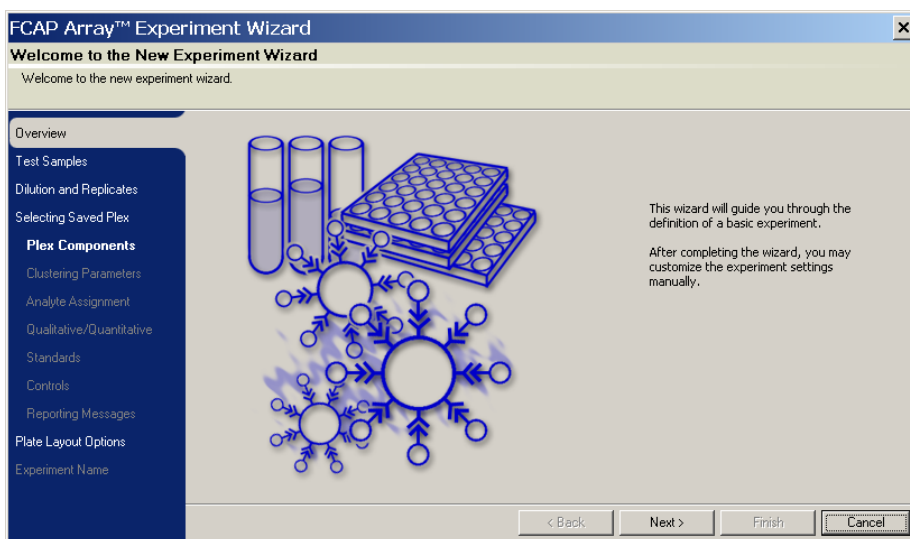 FCAP Array™ Experiment Wizard
Welcome to the New Experiment Wizard
Welcome to the new experiment wizard.
Overview
Test Samples
Dilution and Replicates
Selecting Saved Plex
Plex Components
Clustering Parameters
Analyte Assignment
Qualitative/Quantitative
Standards
Controls
Reporting Messages
Plate Layout Options
Experiment Name
This wizard will guide you through the
definition of a basic experiment.
After completing the wizard, you may
customize the experiment settings
manually.
< Back
Next >
Finish
Cancel